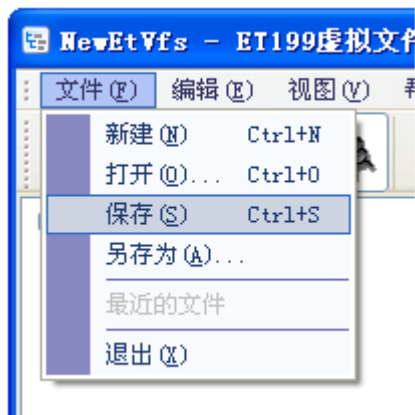 NewEtVfs - ET199虚拟文件
文件(F) 编辑(E) 视图(V)
新建(N) Ctrl+N
打开(O)... Ctrl+O
保存(S) Ctrl+S
另存为(A)...
最近的文件
退出(X)